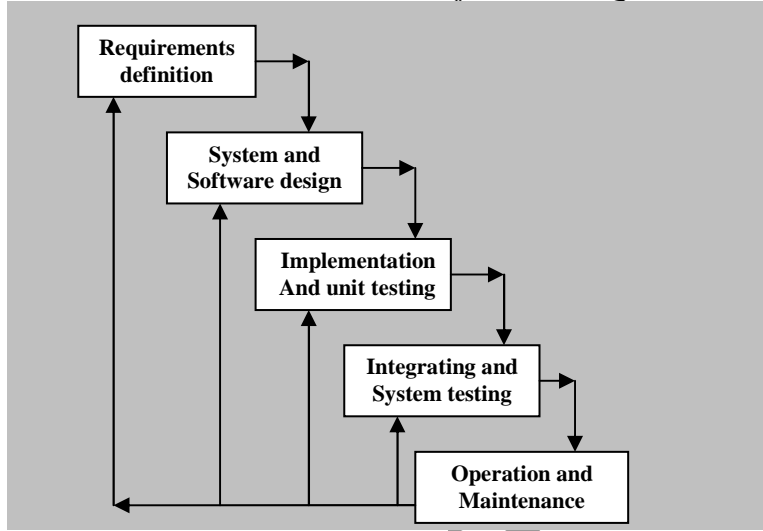 Requirements
definition
System and
Software design
Implementation
And unit testing
Integrating and
System testing
Operation and
Maintenance